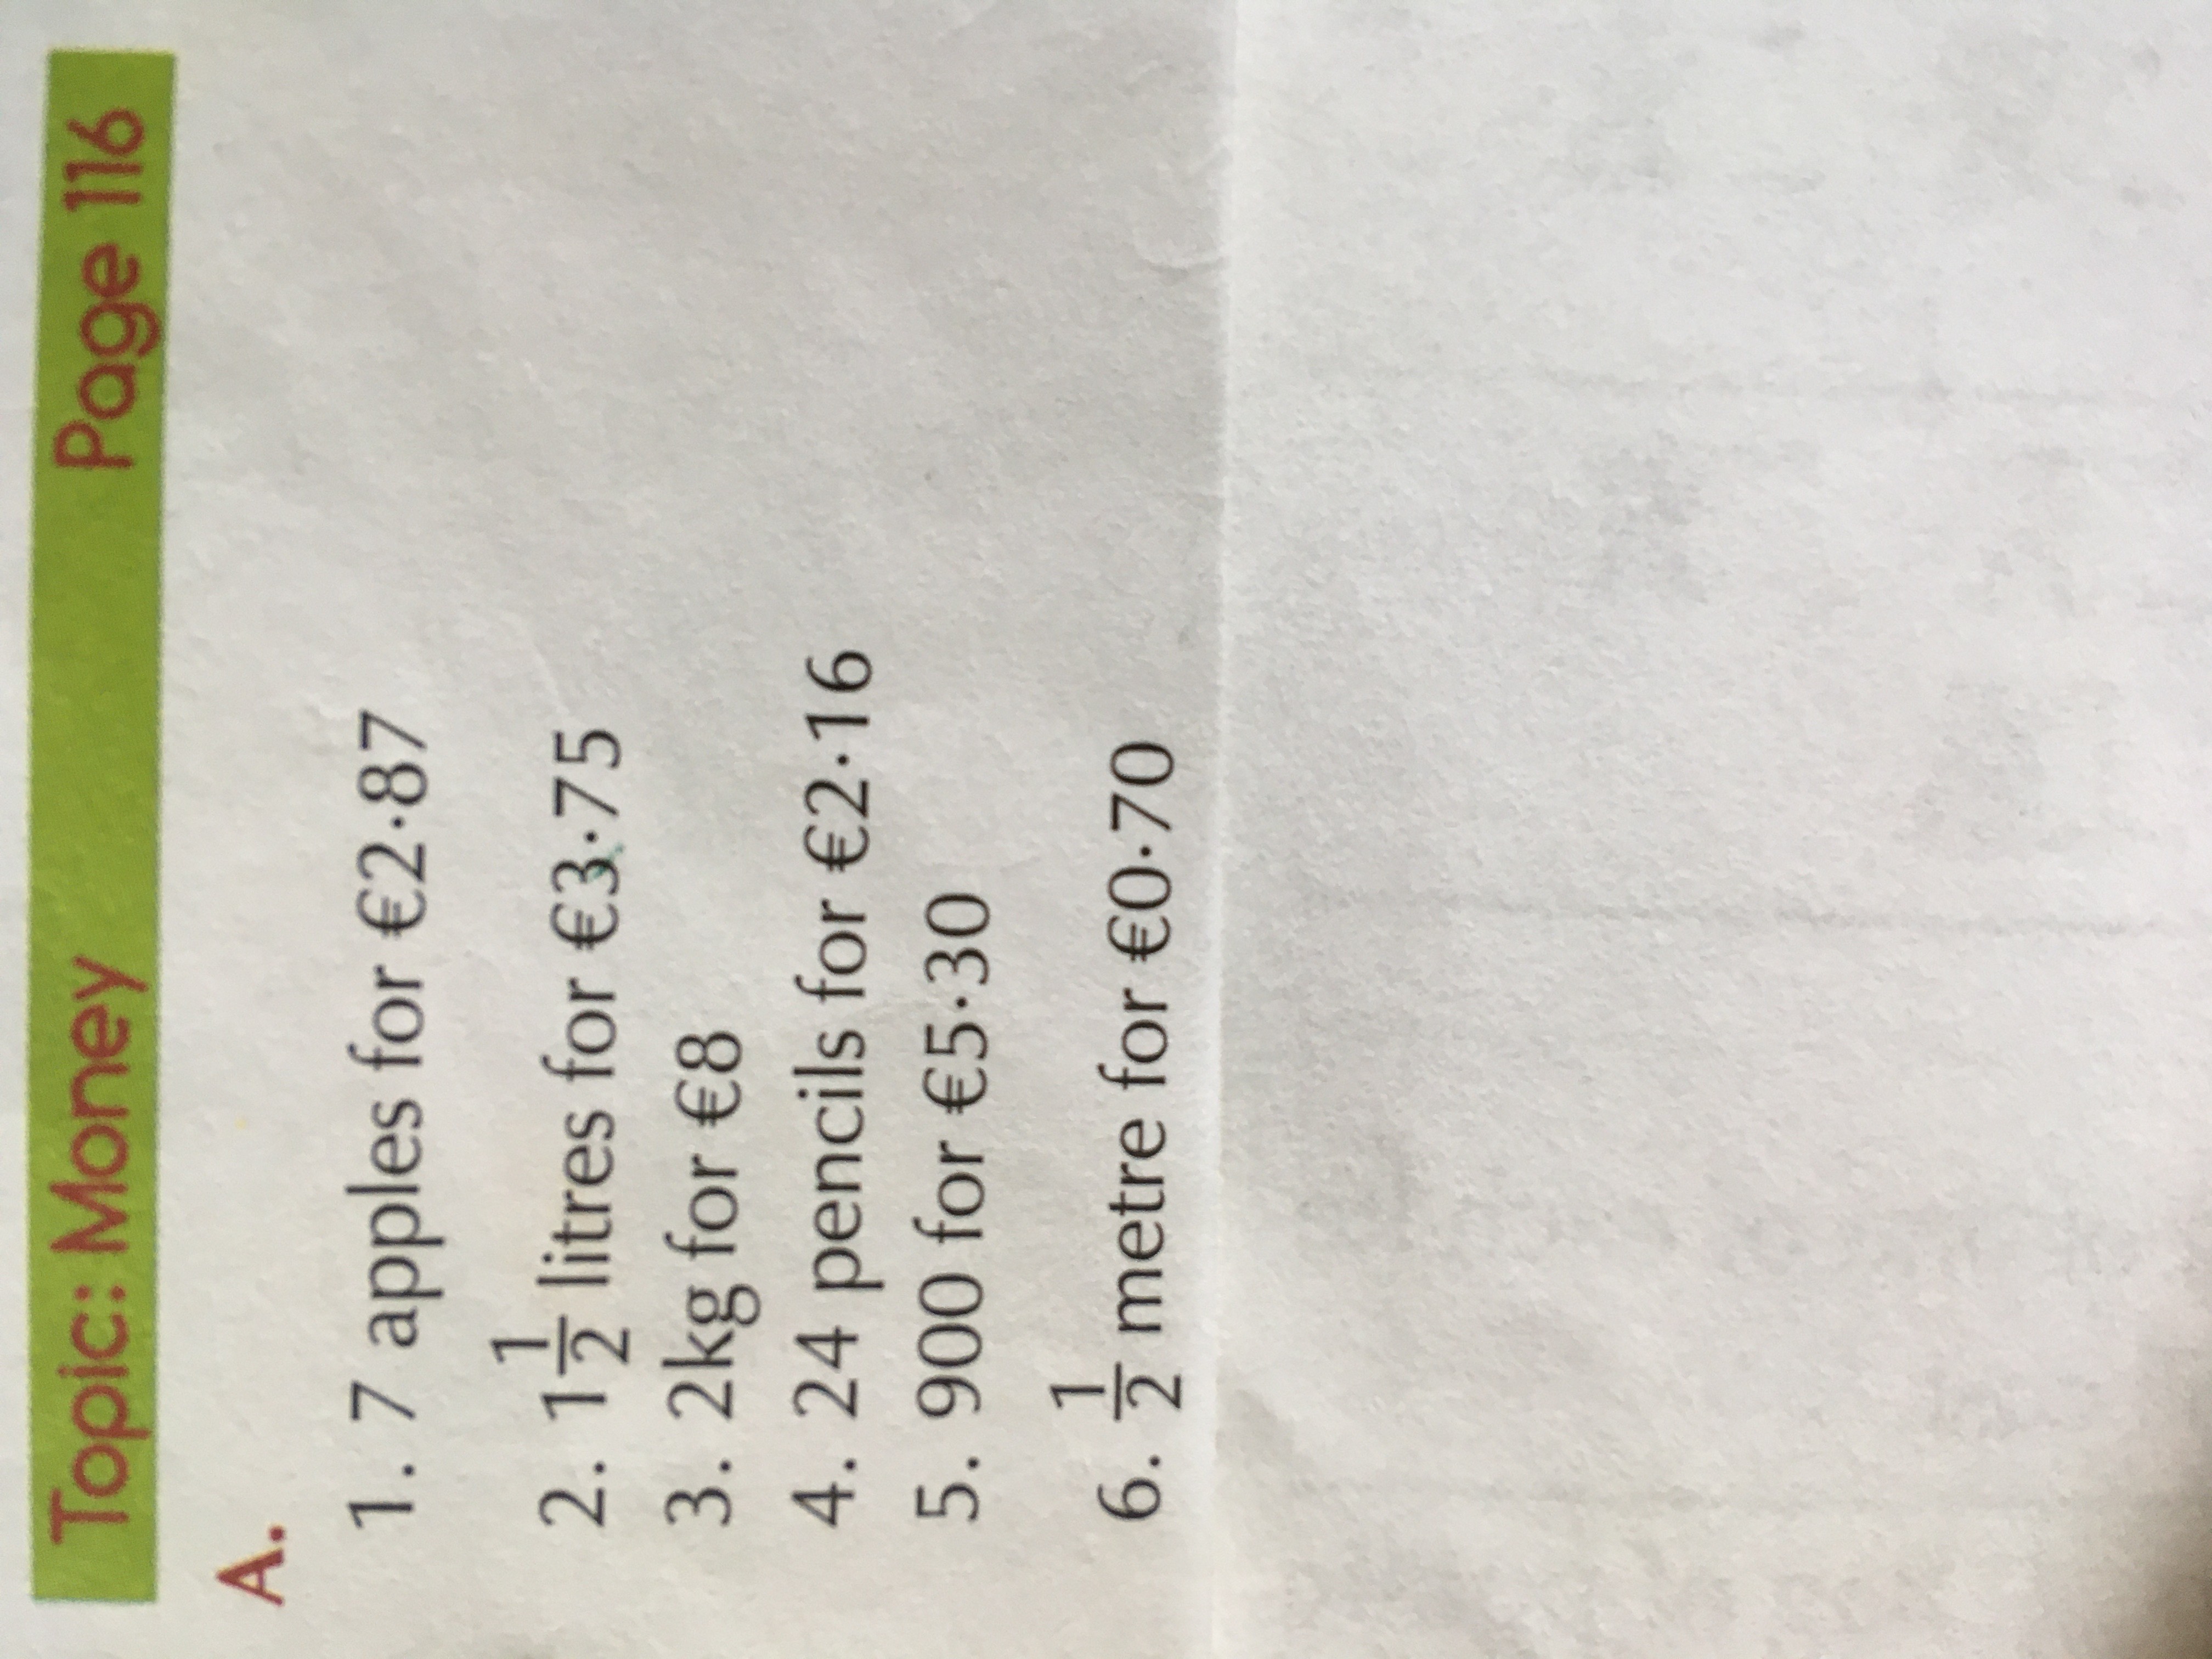 Topic: Money Page 116
A.
1. 7 apples for €2·87
2. 1 1/2 litres for €3·75
3. 2kg for €8
4. 24 pencils for €2·16
5. 900 for €5·30
6. 1/2 metre for €0·70